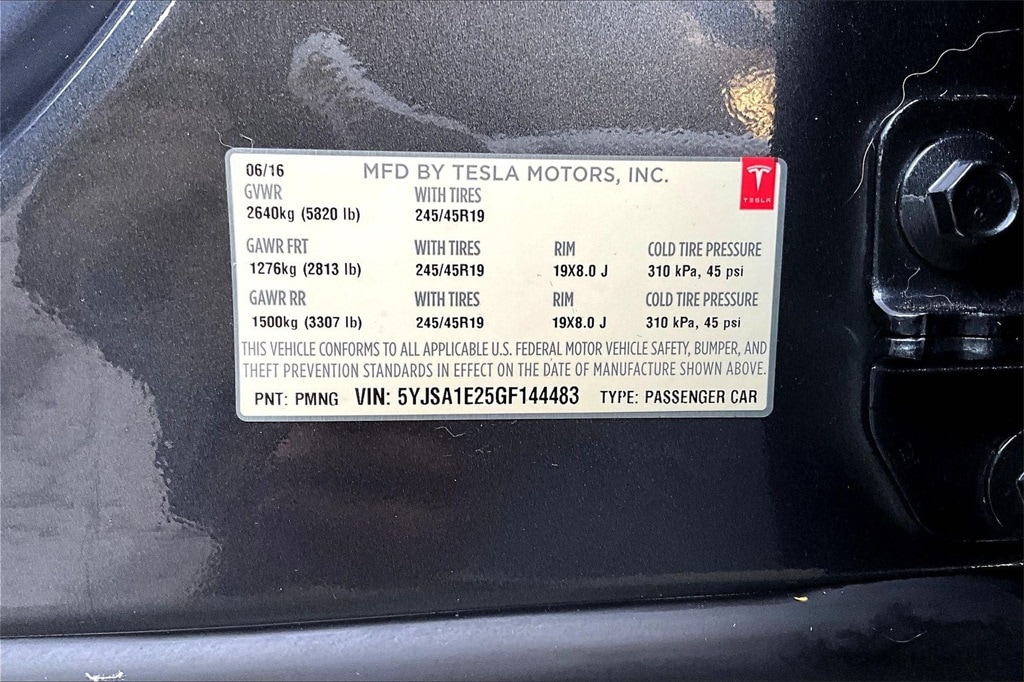 06/16 MFD BY TESLA MOTORS, INC.
TESLA
GVWR WITH TIRES
2640kg (5820 lb) 245/45R19
GAWR FRT WITH TIRES RIM COLD TIRE PRESSURE
1276kg (2813 lb) 245/45R19 19X8.0 J 310 kPa, 45 psi
GAWR RR WITH TIRES RIM COLD TIRE PRESSURE
1500kg (3307 lb) 245/45R19 19X8.0 J 310 kPa, 45 psi
THIS VEHICLE CONFORMS TO ALL APPLICABLE U.S. FEDERAL MOTOR VEHICLE SAFETY, BUMPER, AND
THEFT PREVENTION STANDARDS IN EFFECT ON THE DATE OF MANUFACTURE SHOWN ABOVE.
PNT: PMNG VIN: 5YJSA1E25GF144483 TYPE: PASSENGER CAR